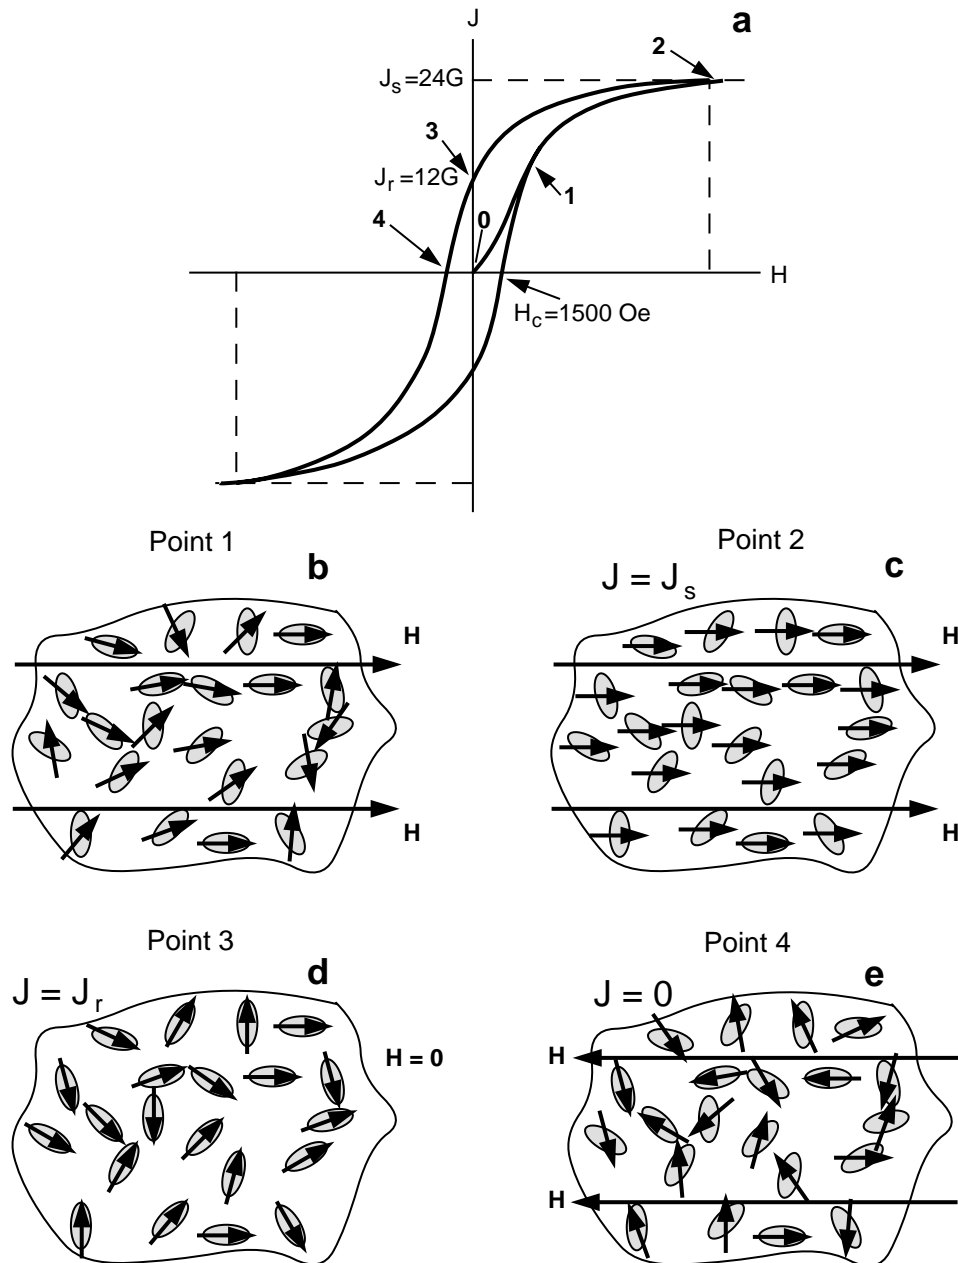 J
a
2
J_s=24G
3
J_r=12G
1
4
0
H
H_c=1500 Oe
Point 1
b
Point 2
c
J = J_s
H
H
H
H
Point 3
d
J = J_r
H = 0
Point 4
e
J = 0
H
H